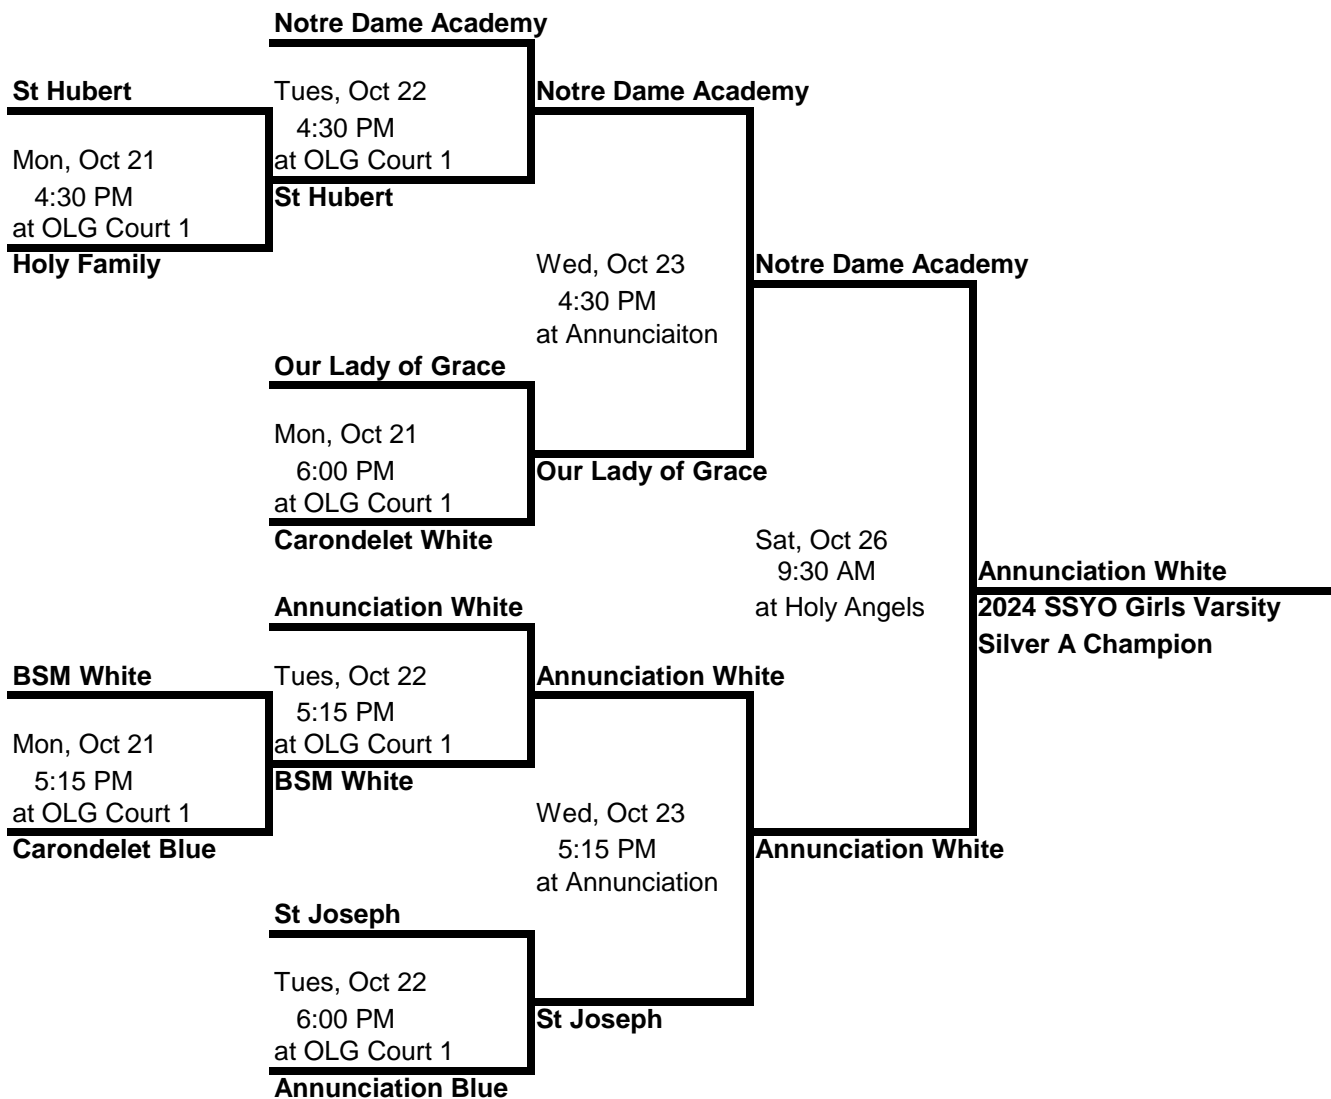 Notre Dame Academy
St Hubert
Tues, Oct 22
Notre Dame Academy
4:30 PM
Mon, Oct 21
at OLG Court 1
4:30 PM
St Hubert
at OLG Court 1
Holy Family
Wed, Oct 23
Notre Dame Academy
4:30 PM
at Annunciaiton
Our Lady of Grace
Mon, Oct 21
6:00 PM
Our Lady of Grace
at OLG Court 1
Carondelet White
Sat, Oct 26
9:30 AM
Annunciation White
Annunciation White
at Holy Angels
2024 SSYO Girls Varsity
Silver A Champion
BSM White
Tues, Oct 22
Annunciation White
5:15 PM
Mon, Oct 21
at OLG Court 1
5:15 PM
BSM White
at OLG Court 1
Wed, Oct 23
Carondelet Blue
5:15 PM
Annunciation White
at Annunciation
St Joseph
Tues, Oct 22
6:00 PM
St Joseph
at OLG Court 1
Annunciation Blue